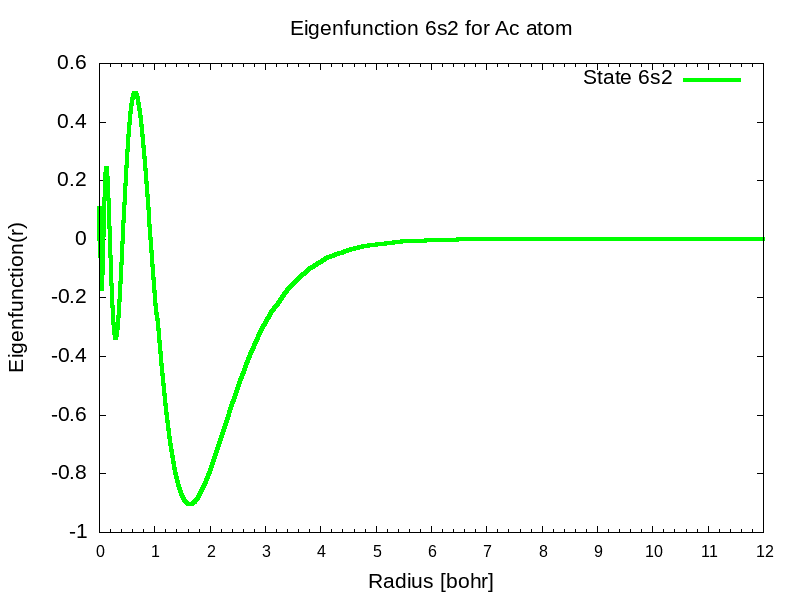 Eigenfunction 6s2 for Ac atom
State 6s2
0.6
0.4
0.2
0
-0.2
-0.4
-0.6
-0.8
-1
Eigenfunction(r)
0 1 2 3 4 5 6 7 8 9 10 11 12
Radius [bohr]